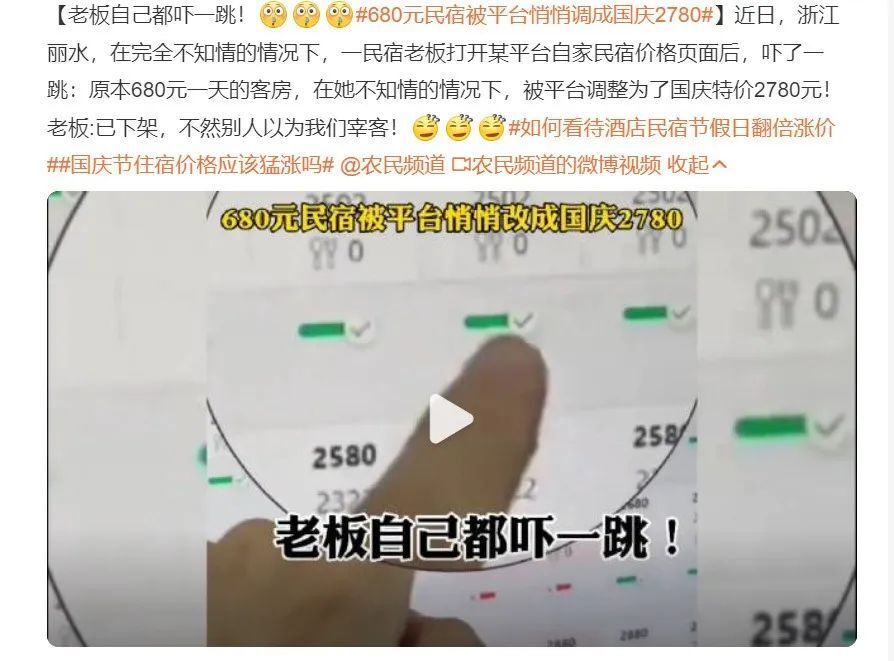 【老板自己都吓一跳！#680元民宿被平台悄悄调成国庆2780#】近日，浙江
丽水，在完全不知情的情况下，一民宿老板打开某平台自家民宿价格页面后，吓了一
跳：原本680元一天的客房，在她不知情的情况下，被平台调整为了国庆特价2780元！
老板:已下架，不然别人以为我们宰客！#如何看待酒店民宿节假日翻倍涨价
##国庆节住宿价格应该猛涨吗# @农民频道 农民频道的微博视频 收起
680元民宿被平台悄悄改成国庆2780
2502
0
0
0
0
2580
老板自己都吓一跳！